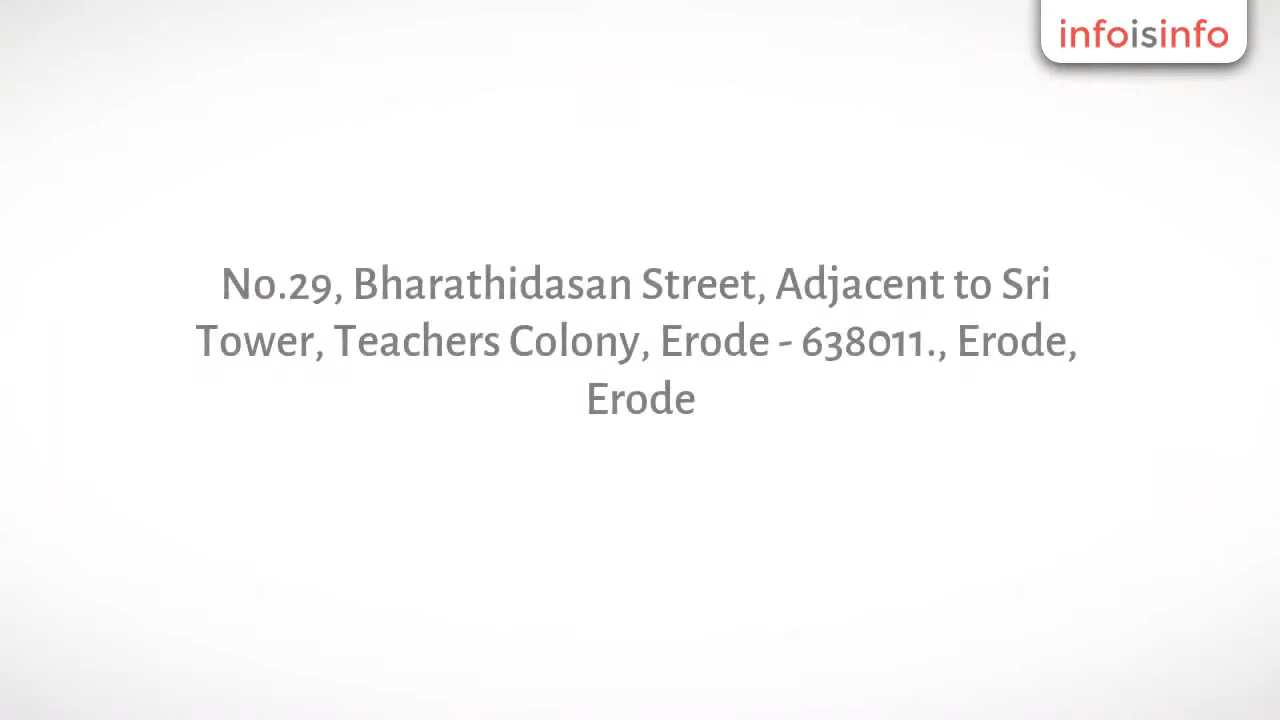 infoisinfo
No.29, Bharathidasan Street, Adjacent to Sri
Tower, Teachers Colony, Erode - 638011., Erode,
Erode